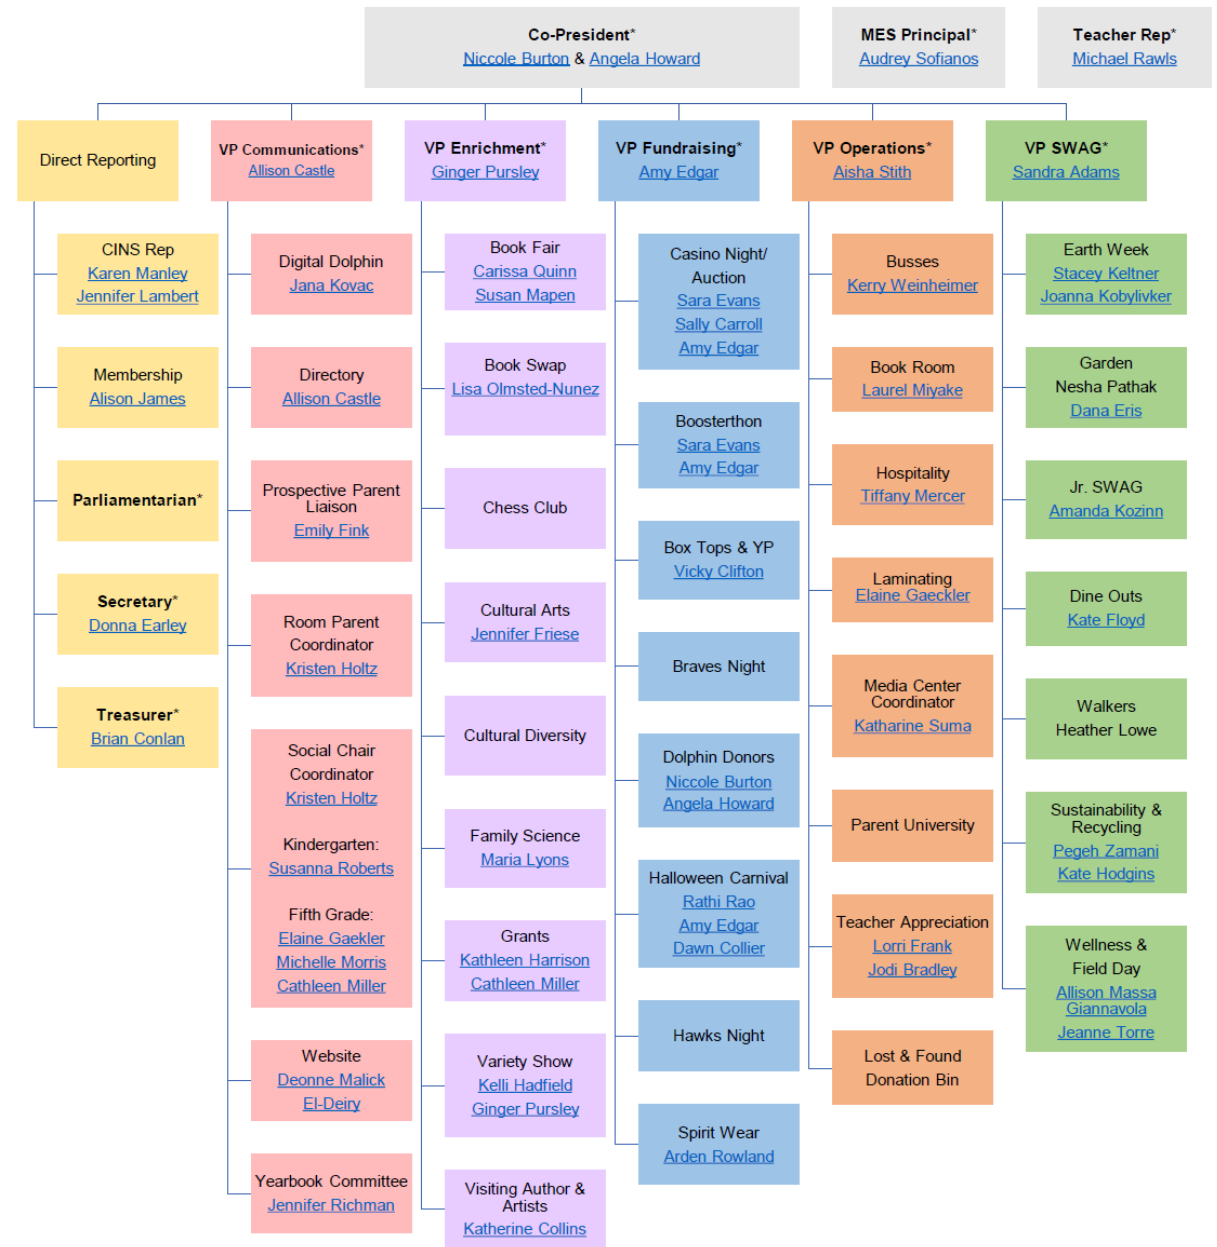 Co-President*
Niccole Burton & Angela Howard
MES Principal*
Audrey Sofianos
Teacher Rep*
Michael Rawls
Direct Reporting
CINS Rep
Karen Manley
Jennifer Lambert
Membership
Alison James
Parliamentarian*
Secretary*
Donna Earley
Treasurer*
Brian Conlan
VP Communications*
Allison Castle
Digital Dolphin
Jana Kovac
Directory
Allison Castle
Prospective Parent
Liaison
Emily Fink
Room Parent
Coordinator
Kristen Holtz
Social Chair
Coordinator
Kristen Holtz
Kindergarten:
Susanna Roberts
Fifth Grade:
Elaine Gaekler
Michelle Morris
Cathleen Miller
Website
Deonne Malick
El-Deiry
Yearbook Committee
Jennifer Richman
VP Enrichment*
Ginger Pursley
Book Fair
Carissa Quinn
Susan Mapen
Book Swap
Lisa Olmsted-Nunez
Chess Club
Cultural Arts
Jennifer Friese
Cultural Diversity
Family Science
Maria Lyons
Grants
Kathleen Harrison
Cathleen Miller
Variety Show
Kelli Hadfield
Ginger Pursley
Visiting Author &
Artists
Katherine Collins
VP Fundraising*
Amy Edgar
Casino Night/
Auction
Sara Evans
Sally Carroll
Amy Edgar
Boosterthon
Sara Evans
Amy Edgar
Box Tops & YP
Vicky Clifton
Braves Night
Dolphin Donors
Niccole Burton
Angela Howard
Halloween Carnival
Rathi Rao
Amy Edgar
Dawn Collier
Hawks Night
Spirit Wear
Arden Rowland
VP Operations*
Aisha Stith
Busses
Kerry Weinheimer
Book Room
Laurel Miyake
Hospitality
Tiffany Mercer
Laminating
Elaine Gaeckler
Media Center
Coordinator
Katharine Suma
Parent University
Teacher Appreciation
Lorri Frank
Jodi Bradley
Lost & Found
Donation Bin
VP SWAG*
Sandra Adams
Earth Week
Stacey Keltner
Joanna Kobylivker
Garden
Nesha Pathak
Dana Eris
Jr. SWAG
Amanda Kozinn
Dine Outs
Kate Floyd
Walkers
Heather Lowe
Sustainability &
Recycling
Pegeh Zamani
Kate Hodgins
Wellness &
Field Day
Allison Massa
Giannavola
Jeanne Torre